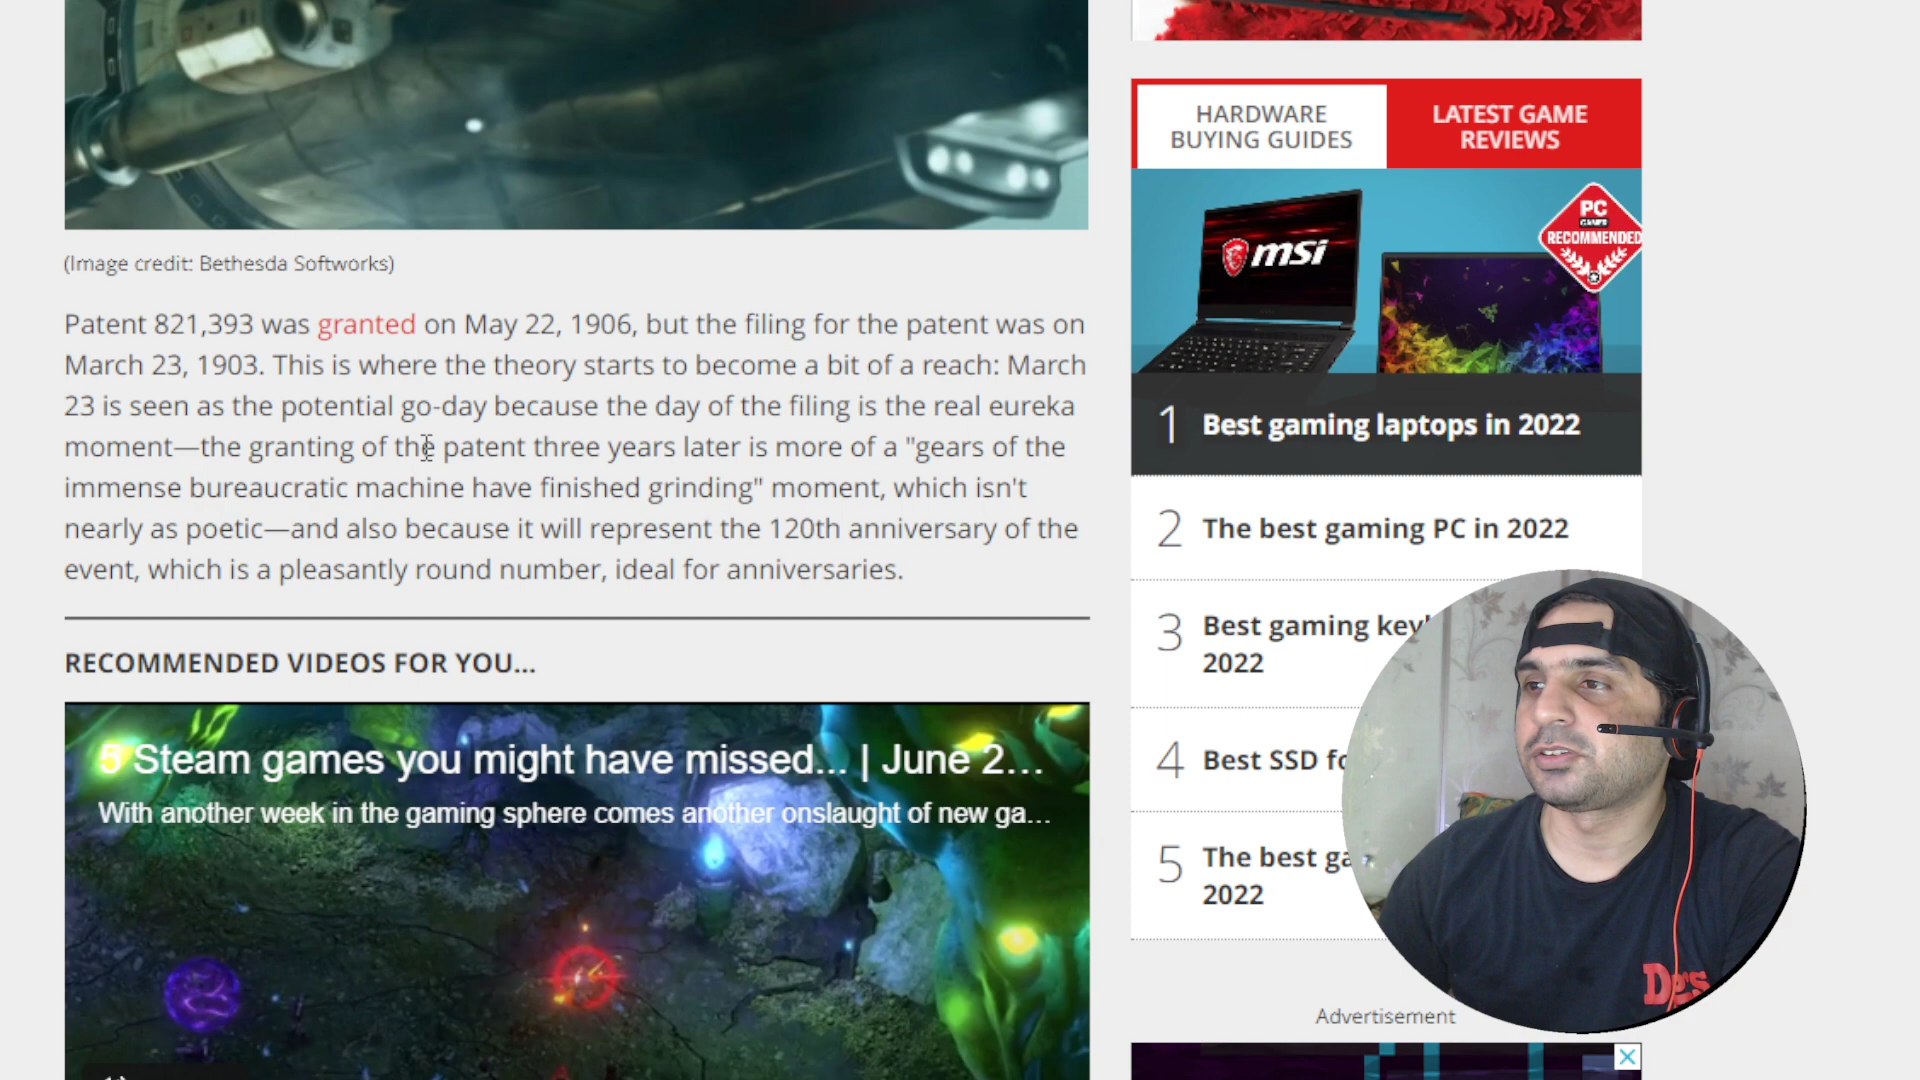 (Image credit: Bethesda Softworks)
Patent 821,393 was granted on May 22, 1906, but the filing for the patent was on
March 23, 1903. This is where the theory starts to become a bit of a reach: March
23 is seen as the potential go-day because the day of the filing is the real eureka
moment—the granting of the patent three years later is more of a "gears of the
immense bureaucratic machine have finished grinding" moment, which isn't
nearly as poetic—and also because it will represent the 120th anniversary of the
event, which is a pleasantly round number, ideal for anniversaries.
RECOMMENDED VIDEOS FOR YOU...
5 Steam games you might have missed... | June 2...
With another week in the gaming sphere comes another onslaught of new ga...
HARDWARE
BUYING GUIDES
LATEST GAME
REVIEWS
msi
PC
GAMER
RECOMMENDED
1 Best gaming laptops in 2022
2 The best gaming PC in 2022
3 Best gaming
2022
4 Best SSD
5 The best
2022
Advertisement